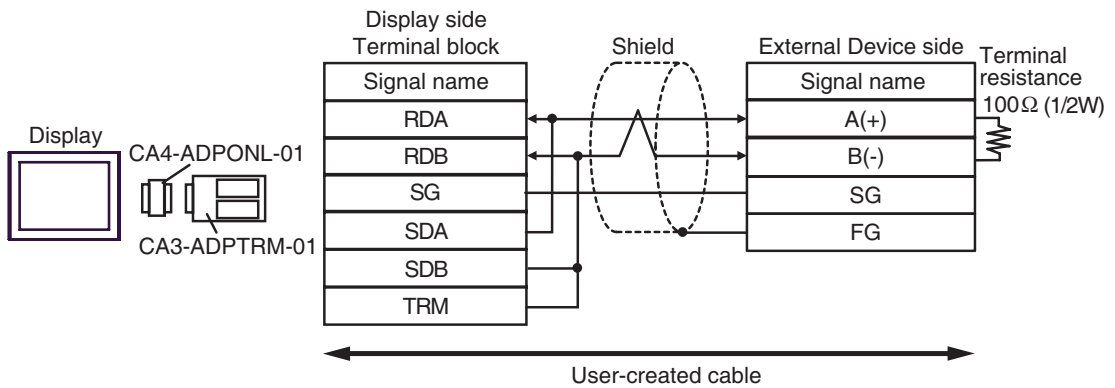 Display side
Terminal block
Shield
External Device side
Terminal
resistance
100Ω (1/2W)
Signal name
Signal name
RDA
A(+)
Display
CA4-ADPONL-01
RDB
B(-)
SG
SG
CA3-ADPTRM-01
SDA
FG
SDB
TRM
User-created cable